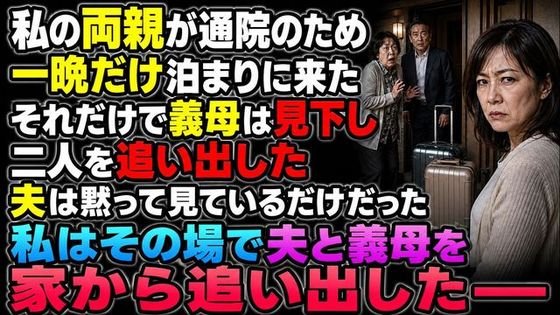 私の両親が通院のため
一晩だけ泊まりに来た
それだけで義母は見下し
二人を追い出した
夫は黙って見ているだけだった
私はその場で夫と義母を
家から追い出した――